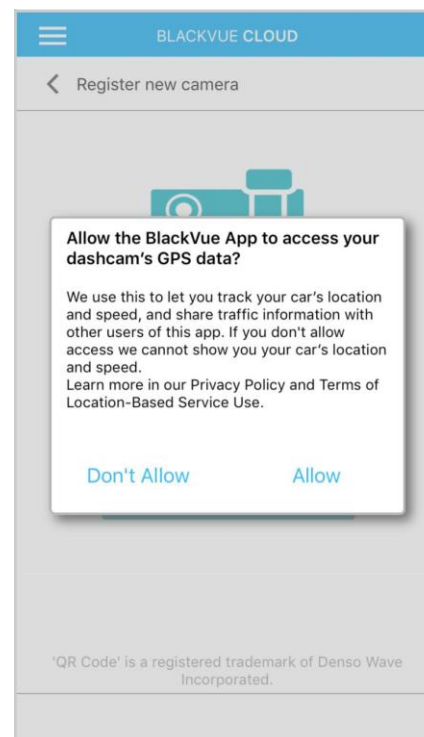 BLACKVUE CLOUD
Register new camera
Allow the BlackVue App to access your
dashcam's GPS data?
We use this to let you track your car's location
and speed, and share traffic information with
other users of this app. If you don't allow
access we cannot show you your car's location
and speed.
Learn more in our Privacy Policy and Terms of
Location-Based Service Use.
Don't Allow Allow
'QR Code' is a registered trademark of Denso Wave
Incorporated.